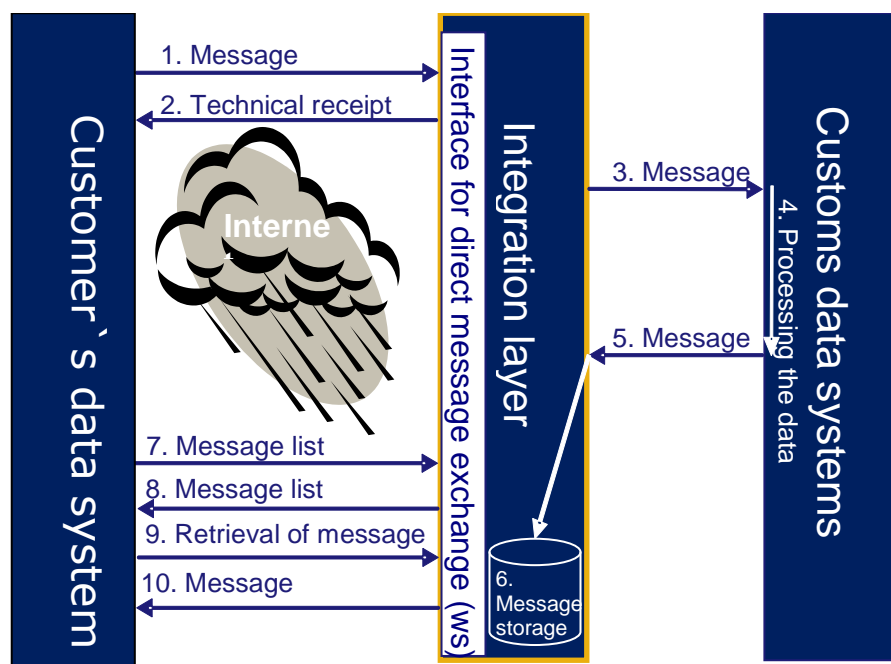 Customer`s data system
1. Message
2. Technical receipt
Interne
7. Message list
8. Message list
9. Retrieval of message
10. Message
Interface for direct message exchange (ws)
Integration layer
6.
Message
storage
3. Message
5. Message
4. Processing the data
Customs data systems